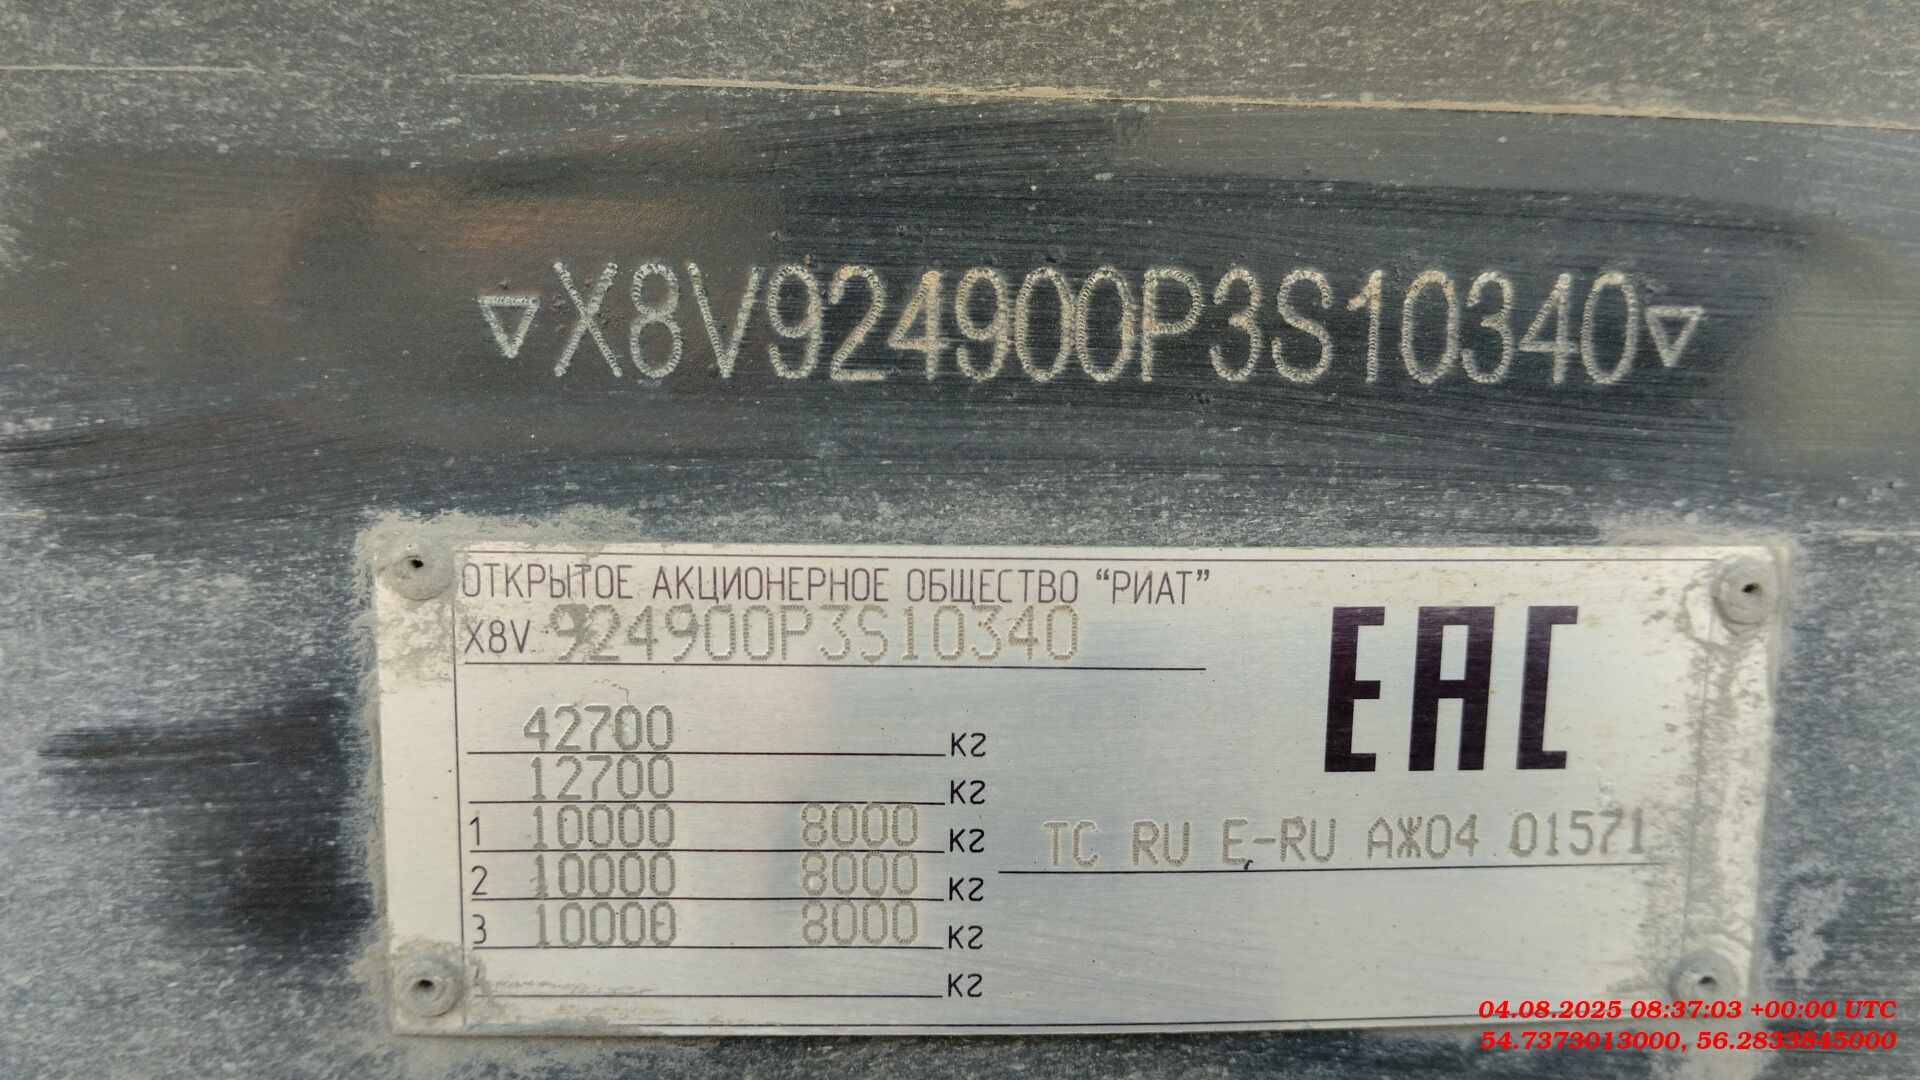 ▽X8V924900P3S10340▽
ОТКРЫТОЕ АКЦИОНЕРНОЕ ОБЩЕСТВО “РИАТ”
X8V 924900P3S10340
EAC
42700 кг
12700 кг
1 10000 8000 кг
TC RU E-RU АЖ04 01571
2 10000 8000 кг
3 10000 8000 кг
кг
04.08.2025 08:37:03 +00:00 UTC
54.7373013000, 56.2833845000